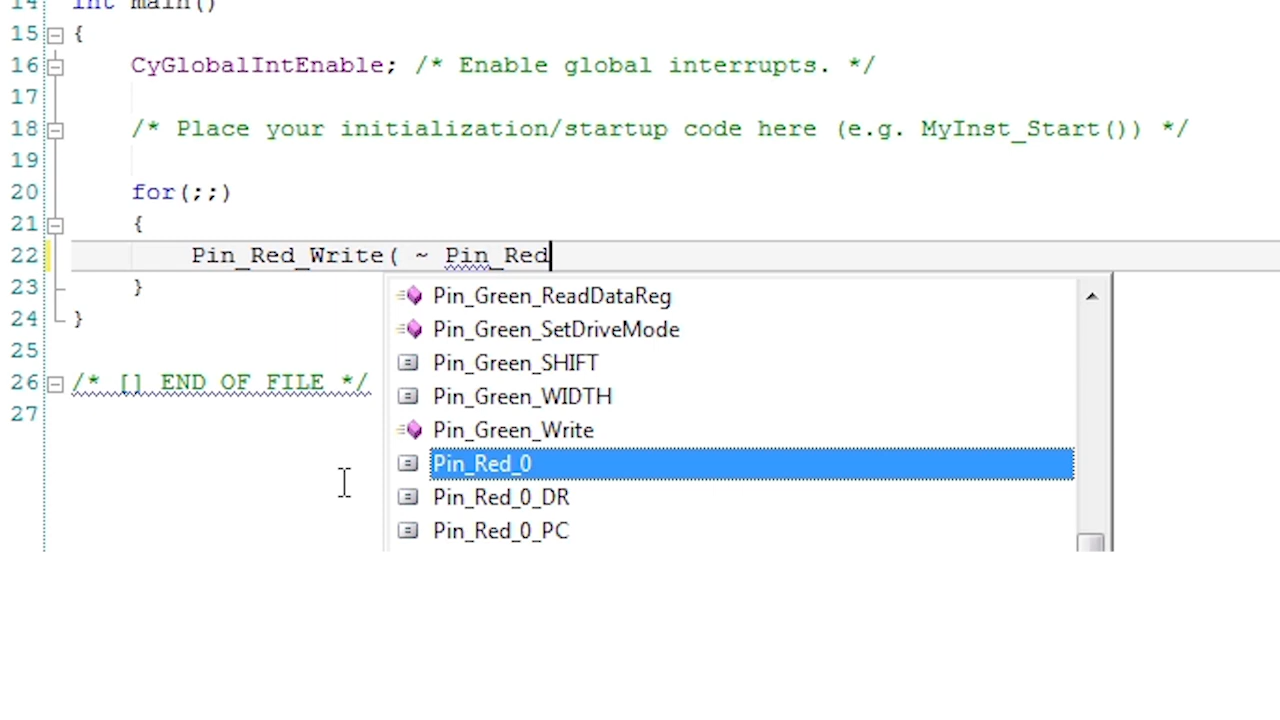 14 int main()
15 {
16 CyGlobalIntEnable; /* Enable global interrupts. */
17
18 /* Place your initialization/startup code here (e.g. MyInst_Start()) */
19
20 for(;;)
21 {
22 Pin_Red_Write( ~ Pin_Red
23 }
24 }
25
26 /* [] END OF FILE */
27
Pin_Green_ReadDataReg
Pin_Green_SetDriveMode
Pin_Green_SHIFT
Pin_Green_WIDTH
Pin_Green_Write
Pin_Red_0
Pin_Red_0_DR
Pin_Red_0_PC